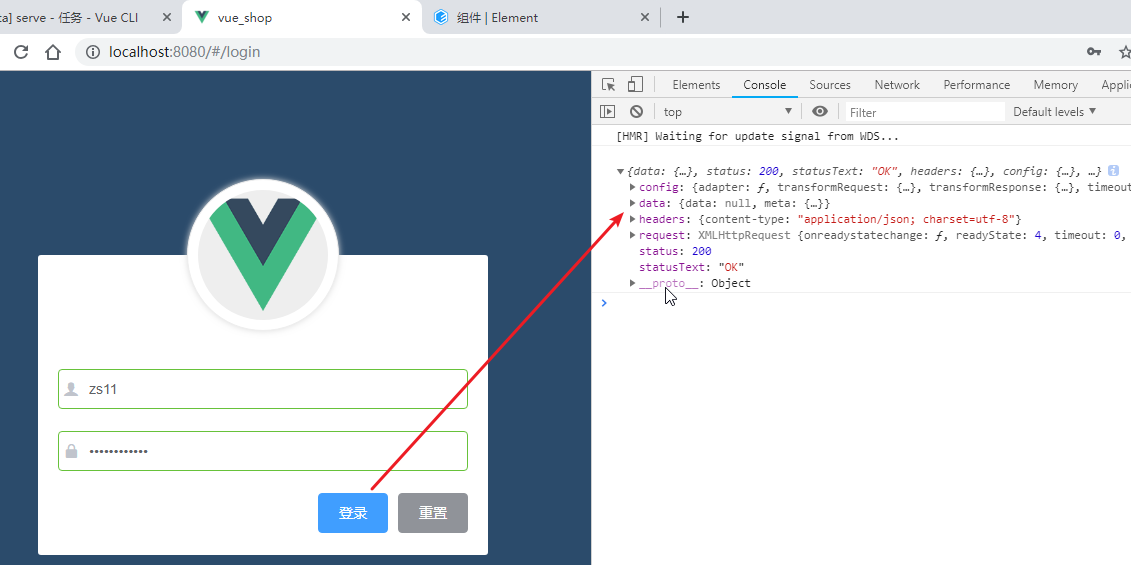 ta] serve - 任务 - Vue CLI
vue_shop
组件 | Element
localhost:8080/#/login
Elements
Console
Sources
Network
Performance
Memory
Appli
top
Filter
Default levels
[HMR] Waiting for update signal from WDS...
{data: {…}, status: 200, statusText: "OK", headers: {…}, config: {…}, …}
config: {adapter: ƒ, transformRequest: {…}, transformResponse: {…}, timeout
data: {data: null, meta: {…}}
headers: {content-type: "application/json; charset=utf-8"}
request: XMLHttpRequest {onreadystatechange: ƒ, readyState: 4, timeout: 0,
status: 200
statusText: "OK"
__proto__: Object
zs11
••••••••••••
登录
重置